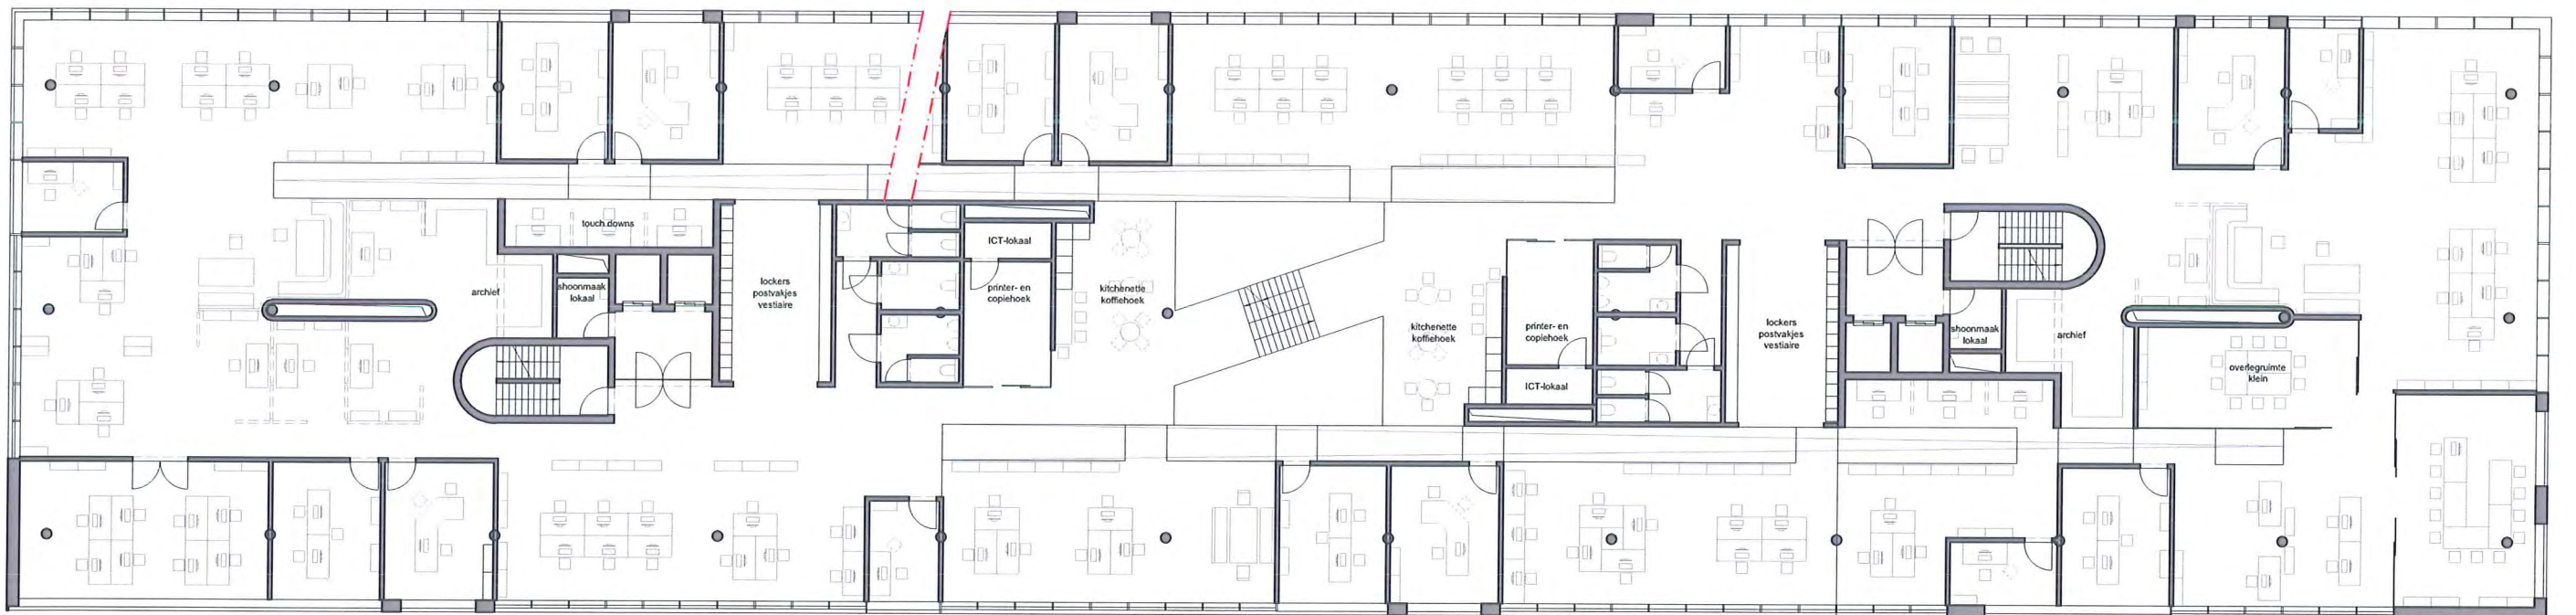 touch downs
ICT-lokaal
archief
shoonmaak
lokaal
lockers
postvakjes
vestiaire
printer- en
copiehoek
kitchenette
koffiehoek
kitchenette
koffiehoek
printer- en
copiehoek
ICT-lokaal
lockers
postvakjes
vestiaire
shoonmaak
lokaal
archief
overlegruimte
klein